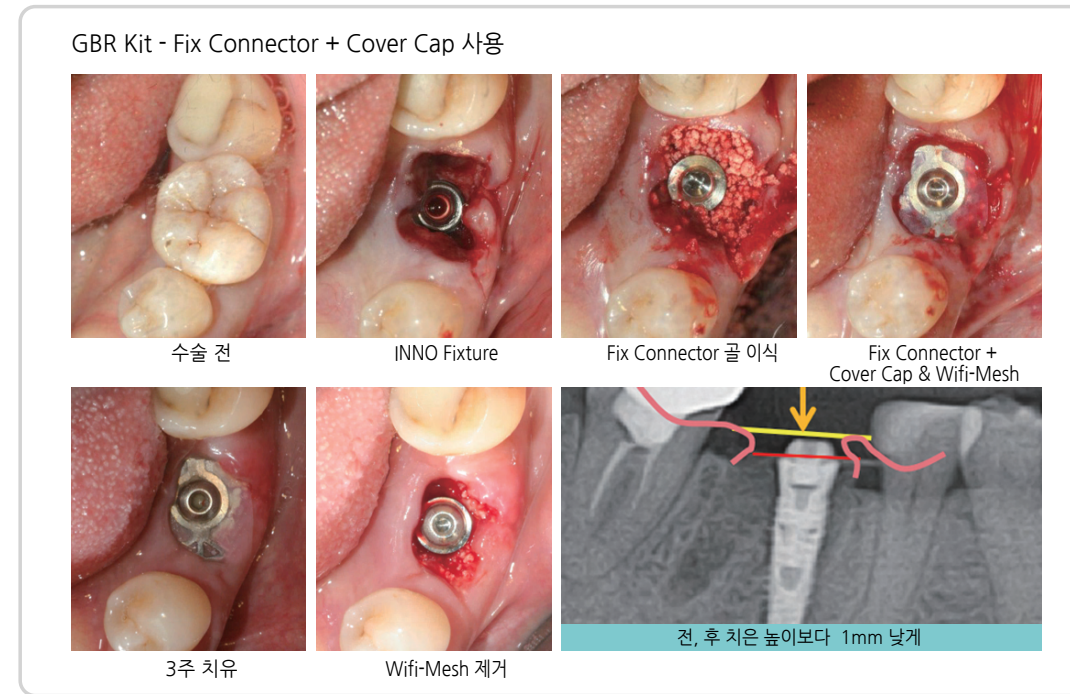 GBR Kit - Fix Connector + Cover Cap 사용
수술 전
INNO Fixture
Fix Connector 골 이식
Fix Connector +
Cover Cap & Wifi-Mesh
3주 치유
Wifi-Mesh 제거
전, 후 치은 높이보다 1mm 낮게